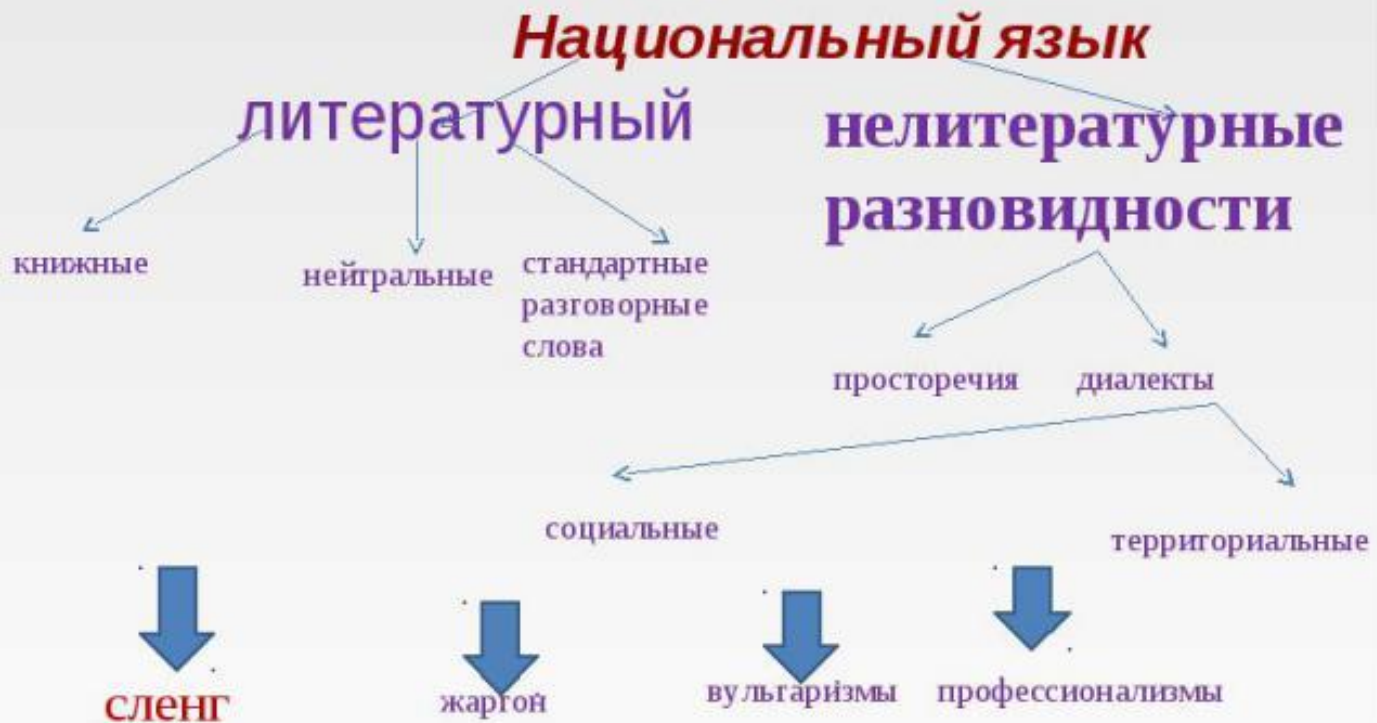 Национальный язык
литературный
нелитературные
разновидности
книжные
нейтральные
стандартные
разговорные
слова
просторечия
диалекты
социальные
территориальные
сленг
жаргон
вульгаризмы
профессионализмы